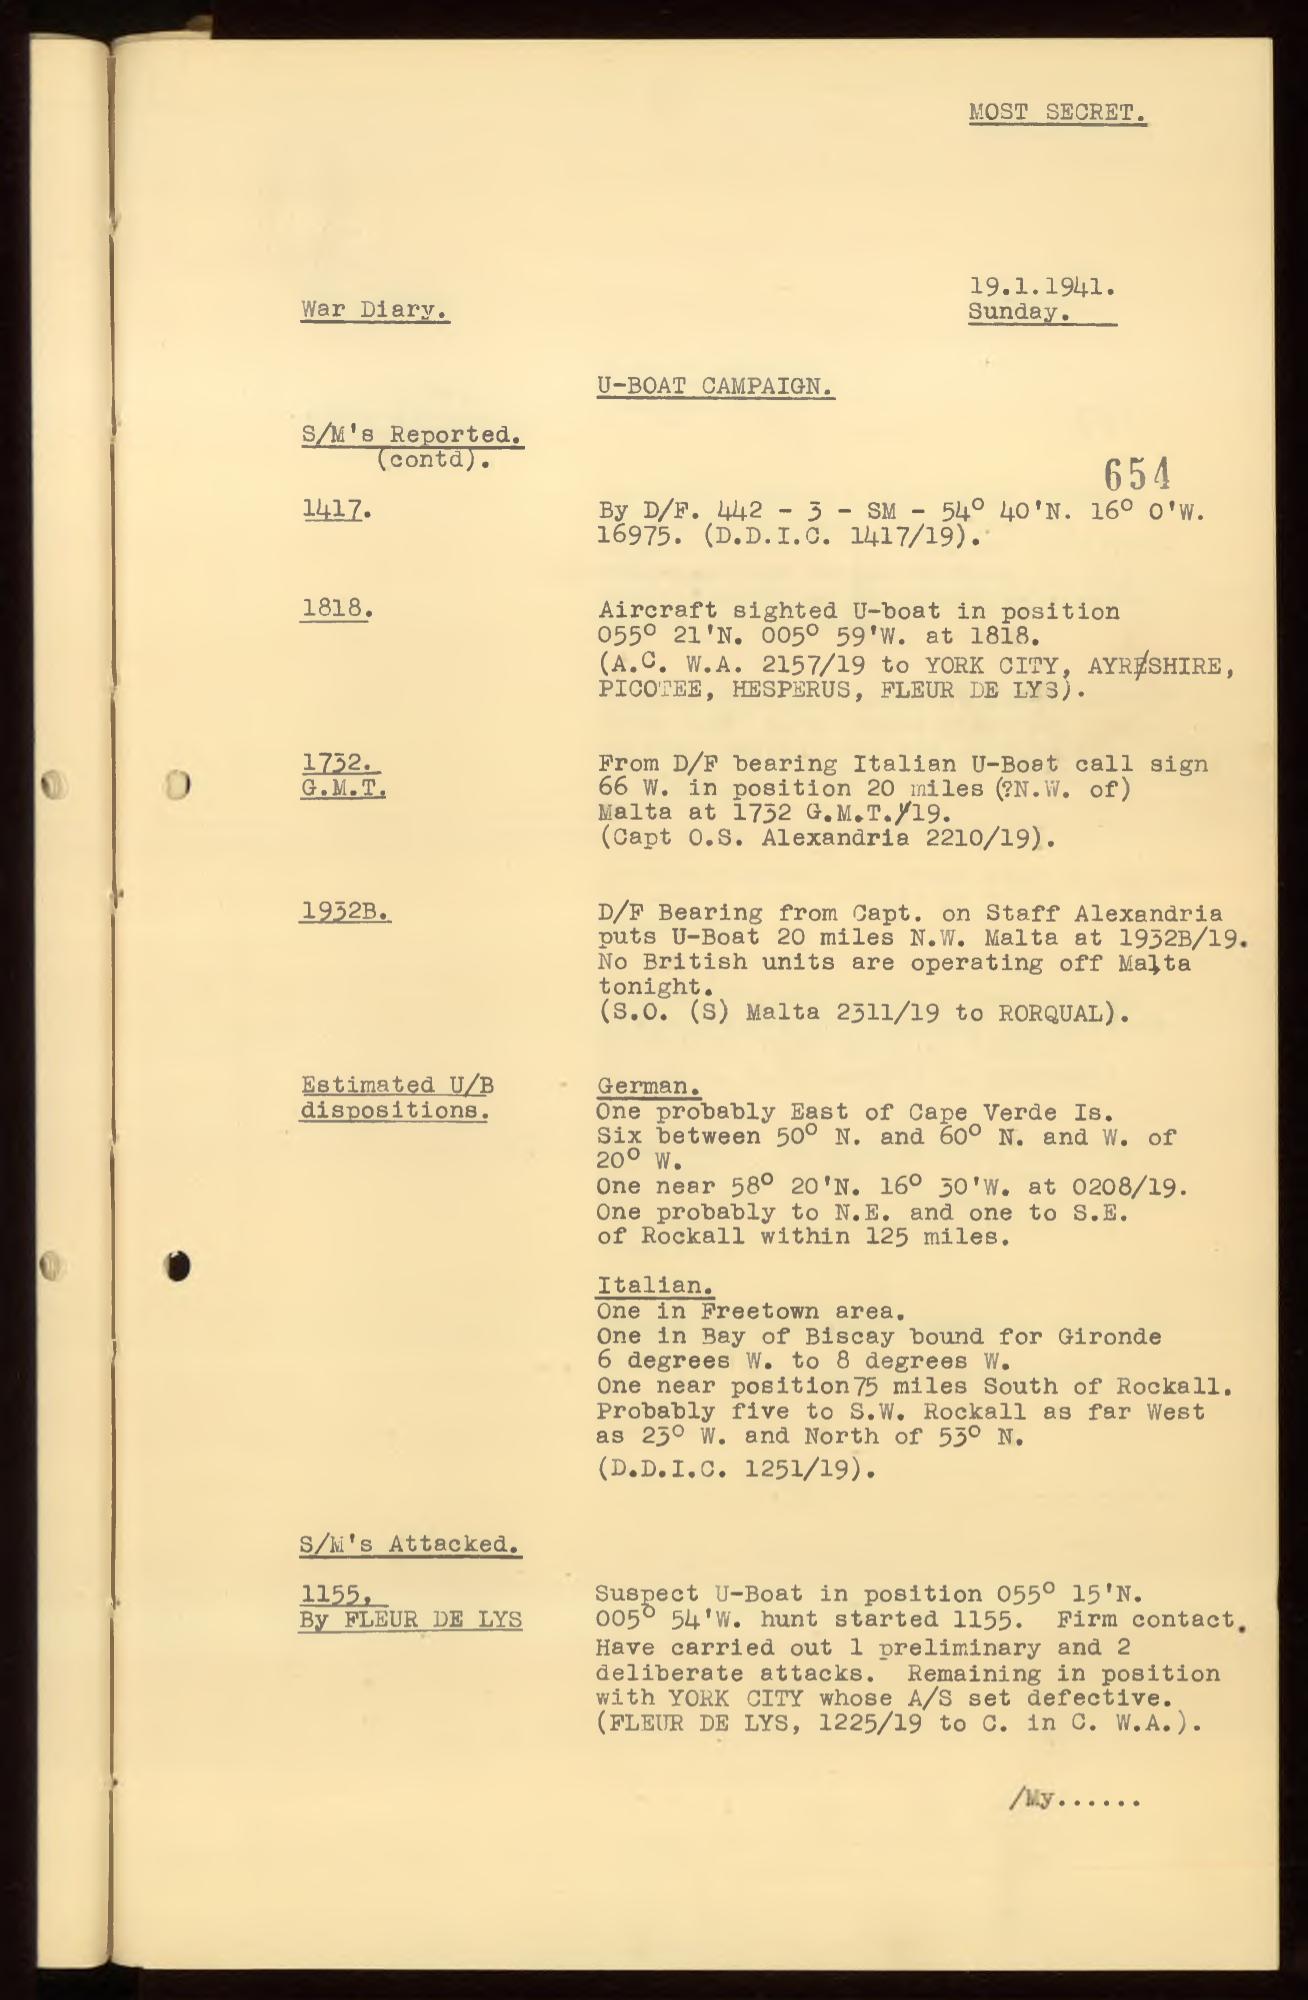 MOST SECRET.
19.1.1941.
War Diary.
Sunday.
U-BOAT CAMPAIGN.
S/M's Reported.
(contd).
654
1417.
By D/F. 442 - 3 - SM - 54° 40'N. 16° 0'W.
16975. (D.D.I.C. 1417/19).
1818.
Aircraft sighted U-boat in position
055° 21'N. 005° 59'W. at 1818.
(A.C. W.A. 2157/19 to YORK CITY, AYRSHIRE,
PICOTEE, HESPERUS, FLEUR DE LYS).
1732.
G.M.T.
From D/F bearing Italian U-Boat call sign
66 W. in position 20 miles (?N.W. of)
Malta at 1732 G.M.T./19.
(Capt O.S. Alexandria 2210/19).
1932B.
D/F Bearing from Capt. on Staff Alexandria
puts U-Boat 20 miles N.W. Malta at 1932B/19.
No British units are operating off Malta
tonight.
(S.O. (S) Malta 2311/19 to RORQUAL).
Estimated U/B
dispositions.
German.
One probably East of Cape Verde Is.
Six between 50° N. and 60° N. and W. of
20° W.
One near 58° 20'N. 16° 30'W. at 0208/19.
One probably to N.E. and one to S.E.
of Rockall within 125 miles.
Italian.
One in Freetown area.
One in Bay of Biscay bound for Gironde
6 degrees W. to 8 degrees W.
One near position 75 miles South of Rockall.
Probably five to S.W. Rockall as far West
as 23° W. and North of 53° N.
(D.D.I.C. 1251/19).
S/M's Attacked.
1155,
By FLEUR DE LYS
Suspect U-Boat in position 055° 15'N.
005° 54'W. hunt started 1155. Firm contact.
Have carried out 1 preliminary and 2
deliberate attacks. Remaining in position
with YORK CITY whose A/S set defective.
(FLEUR DE LYS, 1225/19 to C. in C. W.A.).
/My......